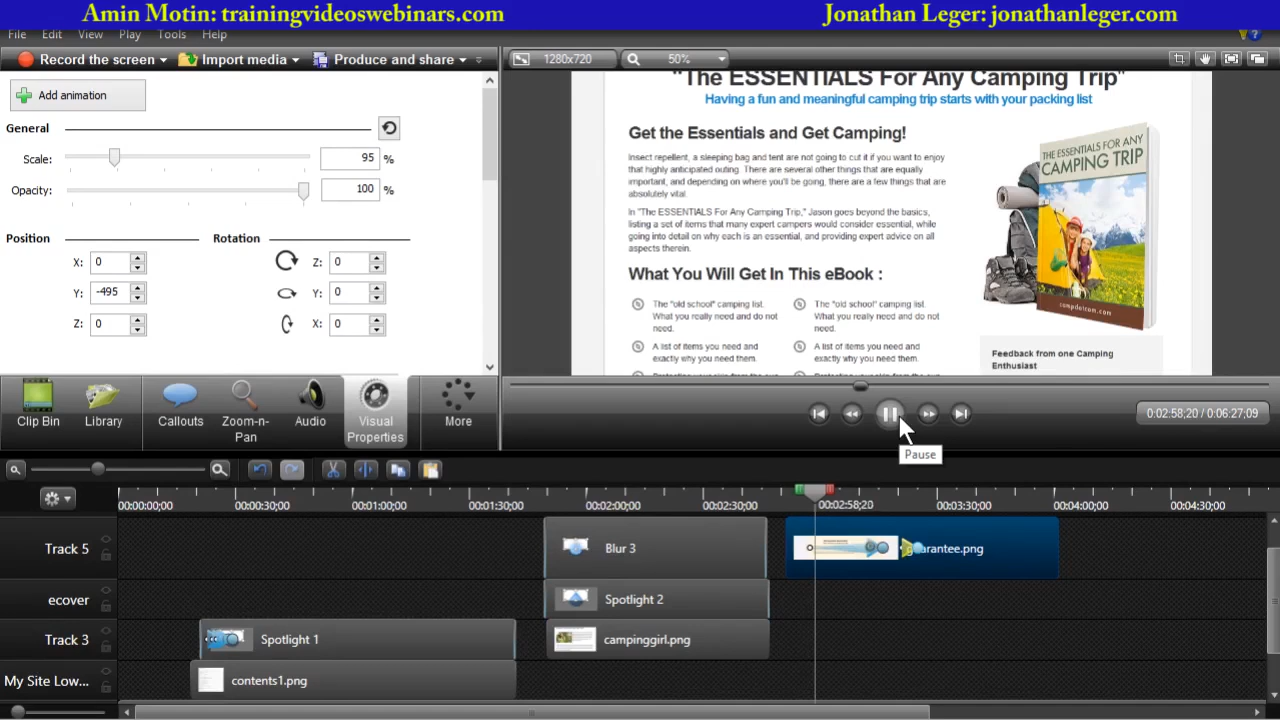 Amin Motin: trainingvideoswebinars.com
Jonathan Leger: jonathanleger.com
File Edit View Play Tools Help
Record the screen
Import media
Produce and share
1280x720
50%
Add animation
General
Scale: 95 %
Opacity: 100 %
Position
Rotation
X: 0
Z: 0
Y: -495
Y: 0
Z: 0
X: 0
"The ESSENTIALS For Any Camping Trip"
Having a fun and meaningful camping trip starts with your packing list
Get the Essentials and Get Camping!
Insect repellent, a sleeping bag and tent are not going to cut it if you want to enjoy
that highly anticipated outing. There are several other things that are equally
important, and depending on where you'll be going, there are a few things that are
absolutely vital.
In "The ESSENTIALS For Any Camping Trip," Jason goes beyond the basics,
listing a set of items that many expert campers would consider essential, while
going into detail on why each is an essential, and providing expert advice on all
aspects therein.
What You Will Get In This eBook :
The "old school" camping list.
What you really need and do not
need.
The "old school" camping list.
What you really need and do not
need.
A list of items you need and
exactly why you need them.
A list of items you need and
exactly why you need them.
THE ESSENTIALS FOR ANY
CAMPING TRIP
campdotcom.com
Feedback from one Camping
Enthusiast
Clip Bin
Library
Callouts
Zoom-n-
Pan
Audio
Visual
Properties
More
0:02:58;20 / 0:06:27;09
Pause
00:00:00;00 00:00:30;00 00:01:00;00 00:01:30;00 00:02:00;00 00:02:30;00 00:02:58;20 00:03:30;00 00:04:00;00 00:04:30;00
Track 5
Blur 3
arantee.png
ecover
Spotlight 2
Track 3
Spotlight 1
campinggirl.png
My Site Low...
contents1.png